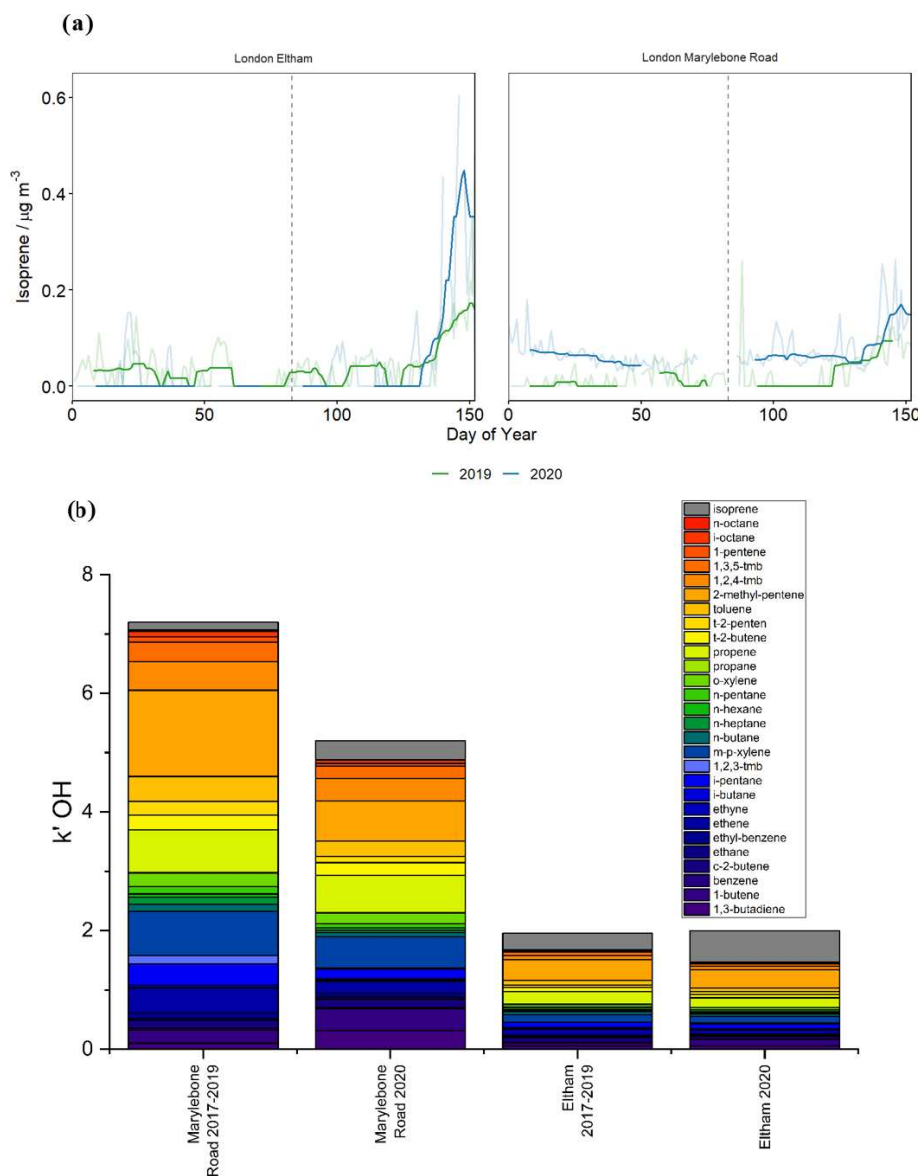 (a)
London Eltham
London Marylebone Road
Isoprene / μg m⁻³
0.6
0.4
0.2
0.0
0
50
100
150
0
50
100
150
Day of Year
2019
2020
(b)
k' OH
8
6
4
2
0
isoprene
n-octane
i-octane
1-pentene
1,3,5-tmb
1,2,4-tmb
2-methyl-pentene
toluene
t-2-penten
t-2-butene
propene
propane
o-xylene
n-pentane
n-hexane
n-heptane
n-butane
m-p-xylene
1,2,3-tmb
i-pentane
i-butane
ethyne
ethene
ethyl-benzene
ethane
c-2-butene
benzene
1-butene
1,3-butadiene
Marylebone
Road 2017-2019
Marylebone
Road 2020
Eltham
2017-2019
Eltham 2020